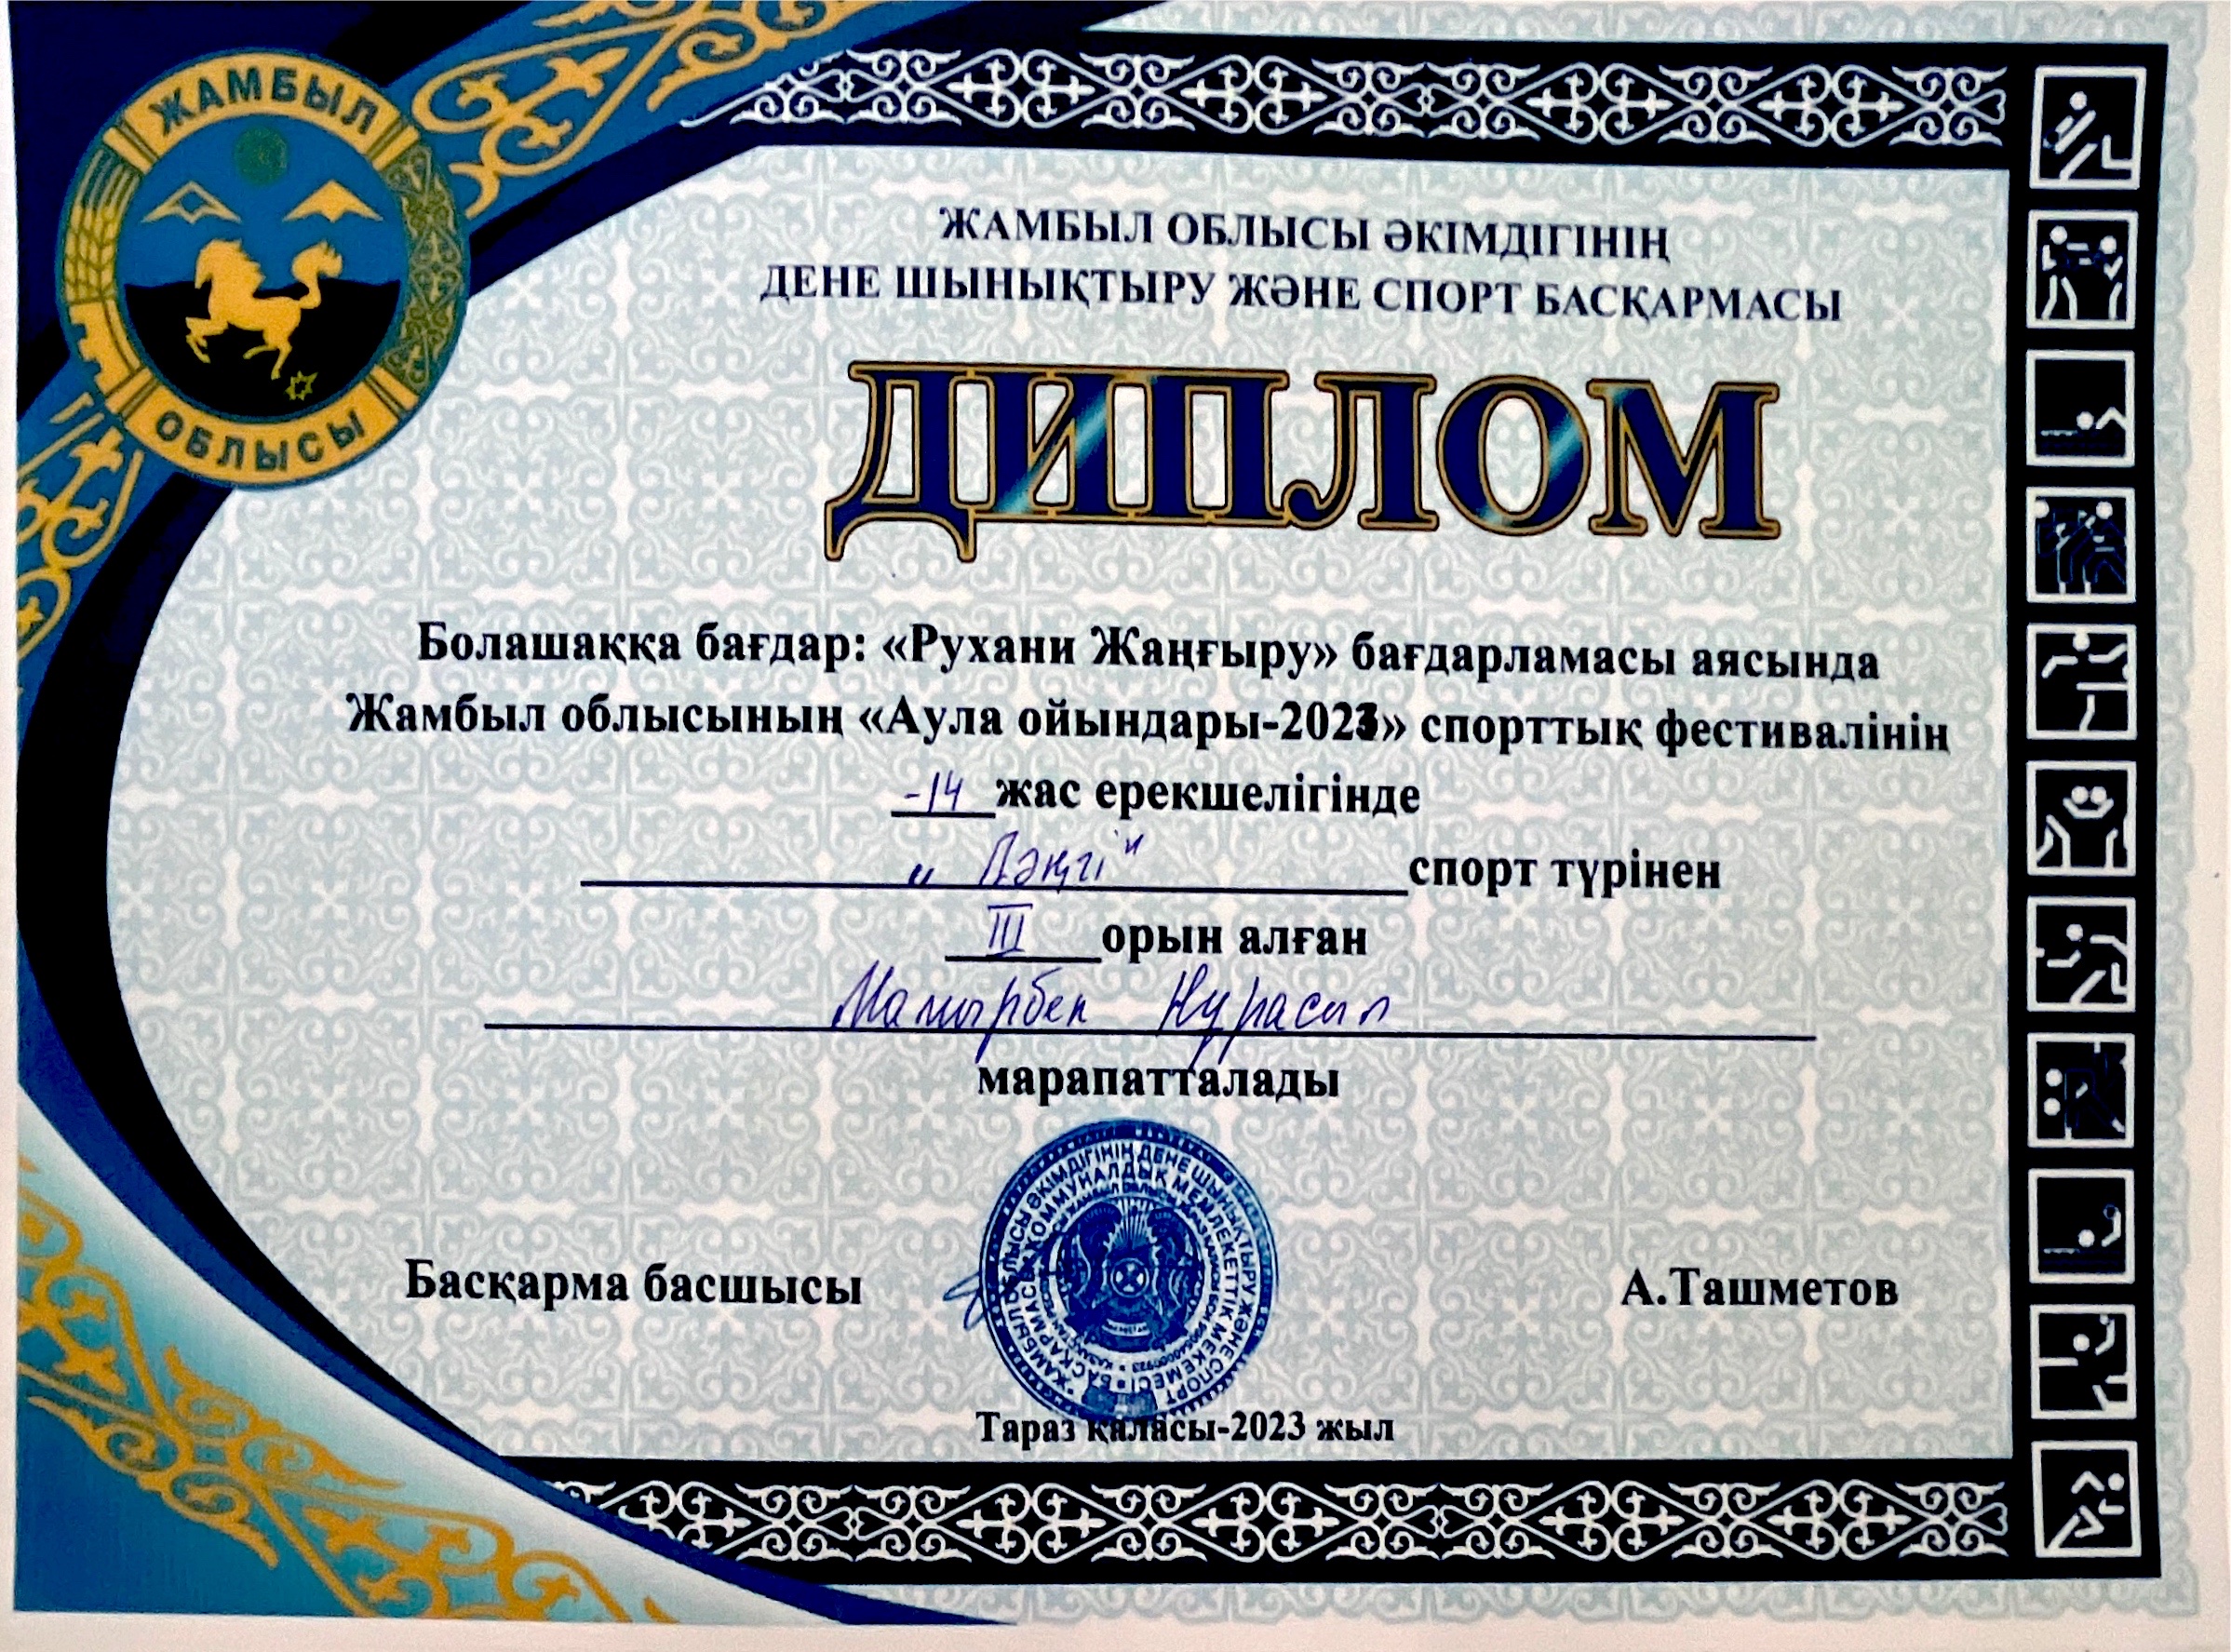 ЖАМБЫЛ
ОБЛЫСЫ
ЖАМБЫЛ ОБЛЫСЫ ӘКІМДІГІНІҢ
ДЕНЕ ШЫНЫҚТЫРУ ЖӘНЕ СПОРТ БАСҚАРМАСЫ
ДИПЛОМ
Болашаққа бағдар: «Рухани Жаңғыру» бағдарламасы аясында
Жамбыл облысының «Аула ойындары-2023» спорттық фестивалінің
-14 жас ерекшелігінде
„ Ләңгі “ спорт түрінен
III орын алған
Мамырбек Нұрасыл
марапатталады
ЖАМБЫЛ ОБЛЫСЫ ӘКІМДІГІНІҢ ДЕНЕ ШЫНЫҚТЫРУ ЖӘНЕ СПОРТ
БАСҚАРМАСЫ КОММУНАЛДЫҚ МЕМЛЕКЕТТІК МЕКЕМЕСІ
Басқарма басшысы
А.Ташметов
Тараз қаласы-2023 жыл